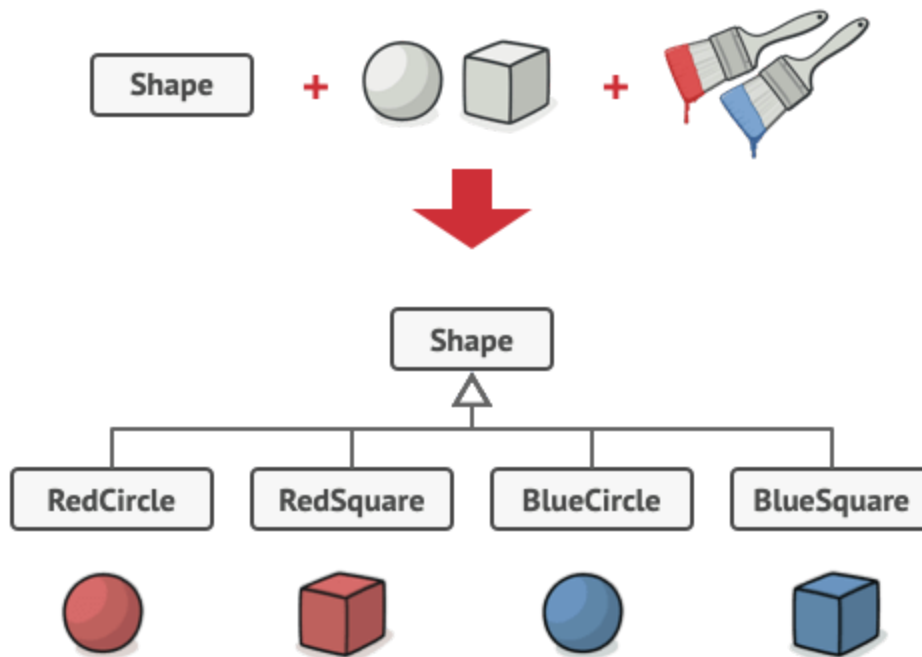 Shape
+
+
Shape
RedCircle
RedSquare
BlueCircle
BlueSquare